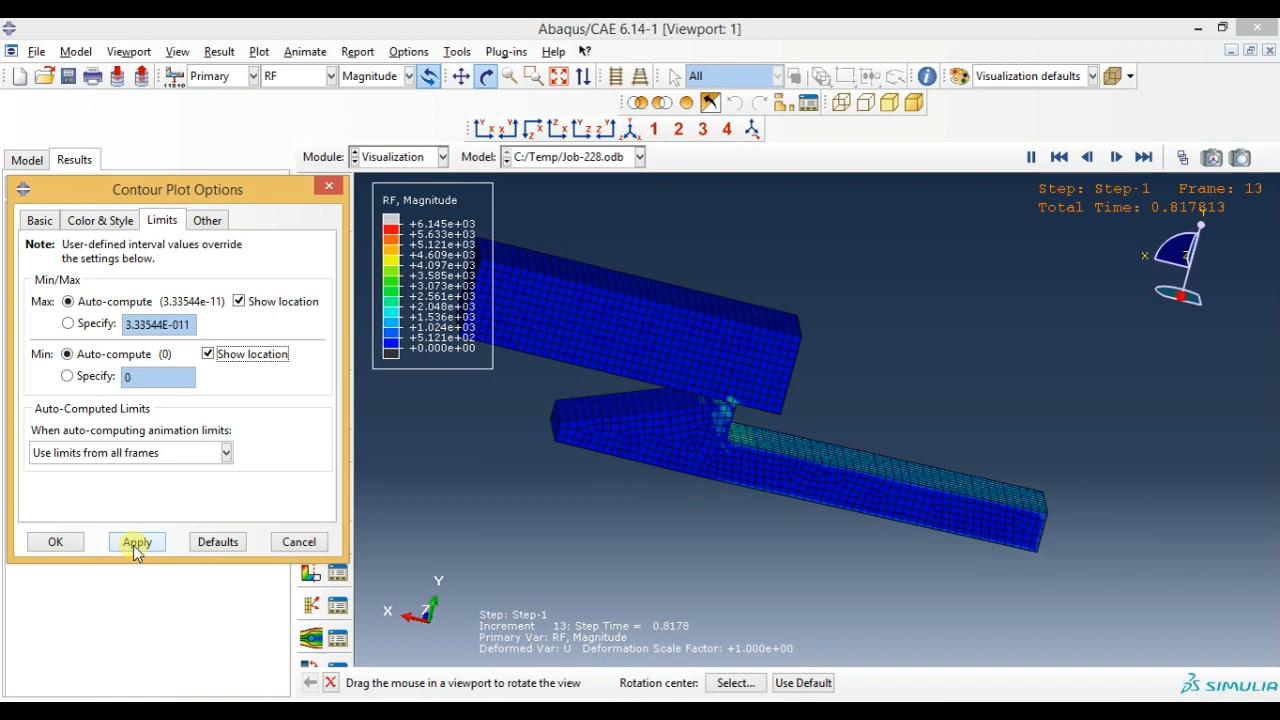 Abaqus/CAE 6.14-1 [Viewport: 1]
File Model Viewport View Result Plot Animate Report Options Tools Plug-ins Help
Primary RF Magnitude All Visualization defaults
1 2 3 4
Model Results Module: Visualization Model: C:/Temp/Job-228.odb
Contour Plot Options
Basic Color & Style Limits Other
Note: User-defined interval values override
the settings below.
Min/Max
Max: Auto-compute (3.33544e-11) Show location
Specify: 3.33544E-011
Min: Auto-compute (0) Show location
Specify: 0
Auto-Computed Limits
When auto-computing animation limits:
Use limits from all frames
OK Apply Defaults Cancel
RF, Magnitude
+6.145e+03
+5.633e+03
+5.121e+03
+4.609e+03
+4.097e+03
+3.585e+03
+3.073e+03
+2.561e+03
+2.048e+03
+1.536e+03
+1.024e+03
+5.121e+02
+0.000e+00
Step: Step-1 Frame: 13
Total Time: 0.817813
Y
X Z
Y
X Z
Step: Step-1
Increment 13: Step Time = 0.8178
Primary Var: RF, Magnitude
Deformed Var: U Deformation Scale Factor: +1.000e+00
Drag the mouse in a viewport to rotate the view Rotation center: Select... Use Default
SIMULIA